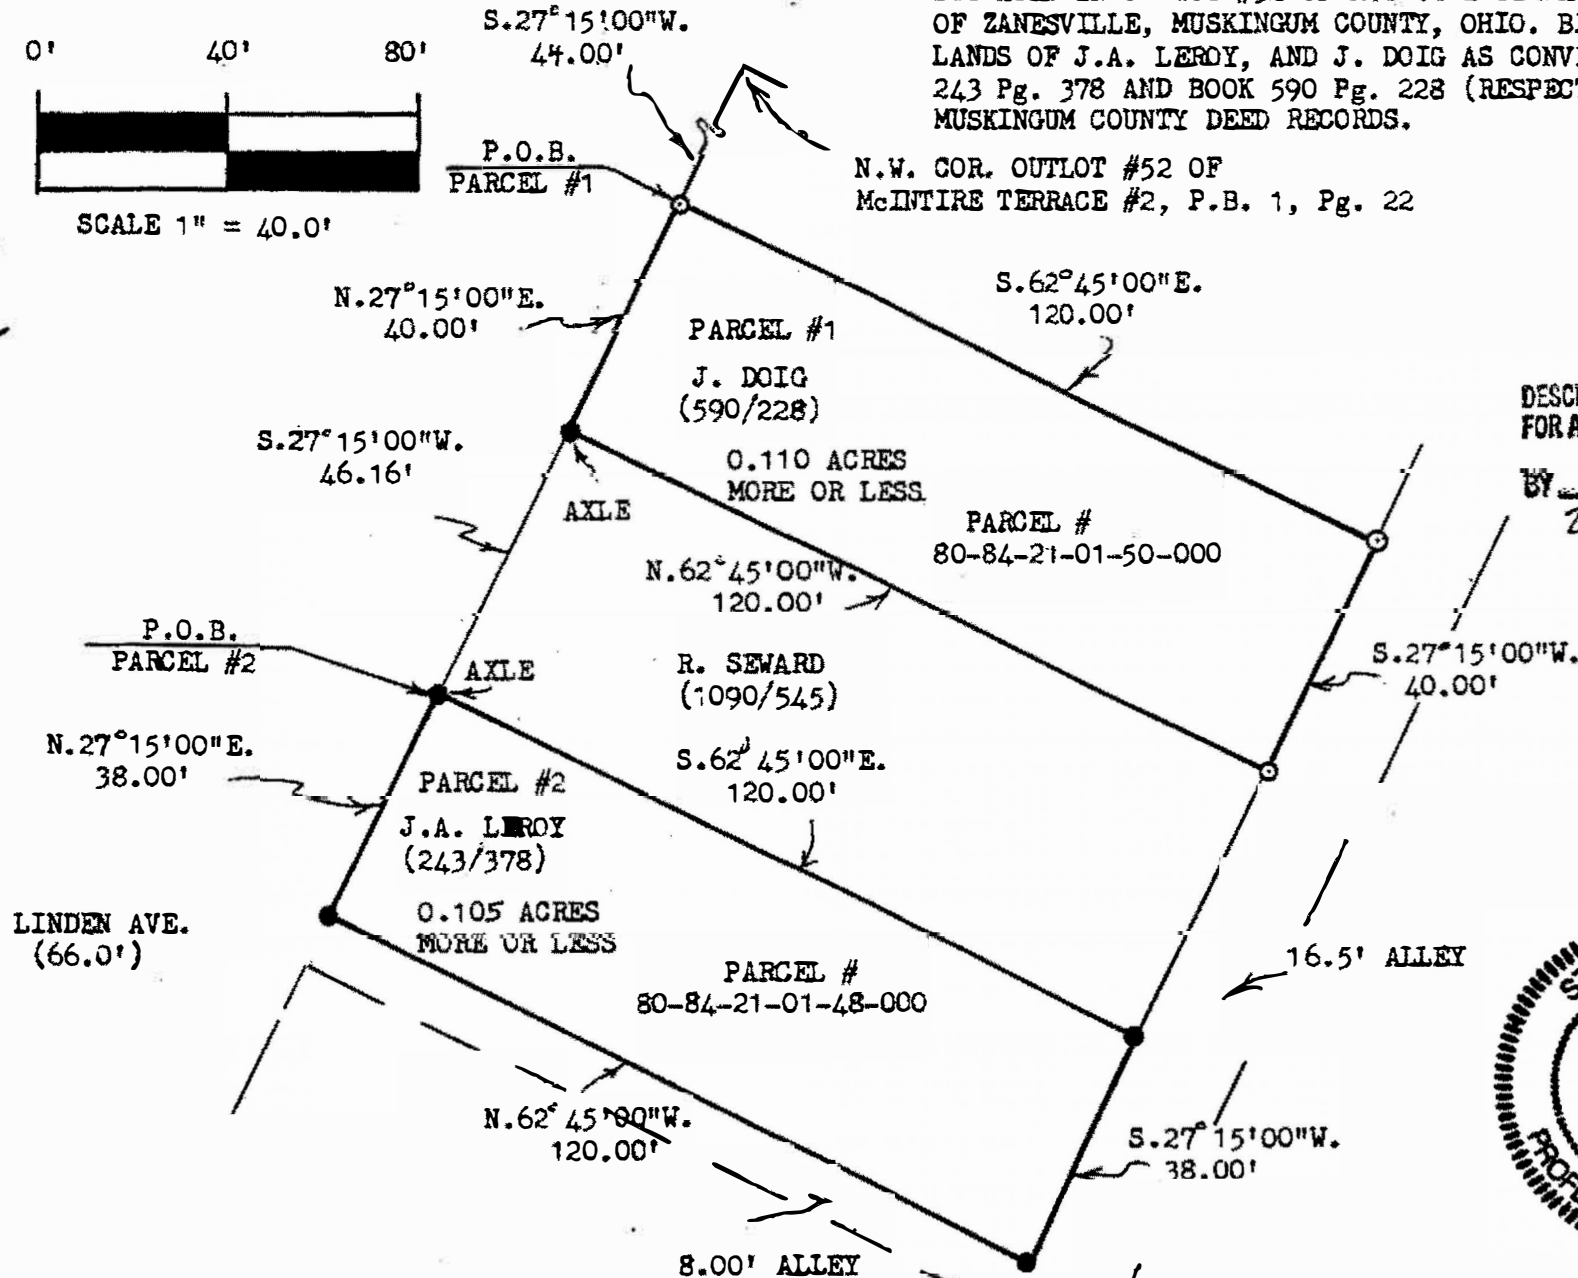 0' 40' 80'
SCALE 1" = 40.0'
S.27°15'00"W.
44.00'
OF ZANESVILLE, MUSKINGUM COUNTY, OHIO.
LANDS OF J.A. LEROY, AND J. DOIG AS
243 Pg. 378 AND BOOK 590 Pg. 228
MUSKINGUM COUNTY DEED RECORDS.
P.O.B.
PARCEL #1
N.W. COR. OUTLOT #52 OF
McINTIRE TERRACE #2, P.B. 1, Pg. 22
N.27°15'00"E.
40.00'
PARCEL #1
J. DOIG
(590/228)
0.110 ACRES
MORE OR LESS
S.62°45'00"E.
120.00'
FOR
BY
S.27°15'00"W.
46.16'
AXLE
PARCEL #
80-84-21-01-50-000
N.62°45'00"W.
120.00'
P.O.B.
PARCEL #2
AXLE
R. SEWARD
(1090/545)
S.27°15'00"W.
40.00'
N.27°15'00"E.
38.00'
S.62°45'00"E.
120.00'
PARCEL #2
J.A. LEROY
(243/378)
0.105 ACRES
MORE OR LESS
LINDEN AVE.
(66.0')
PARCEL #
80-84-21-01-48-000
16.5' ALLEY
N.62°45'00"W.
120.00'
S.27°15'00"W.
38.00'
8.00' ALLEY